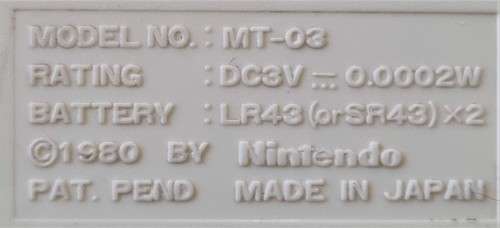 MODEL NO. : MT-03
RATING : DC3V ⎓ 0.0002W
BATTERY : LR43 (or SR43) ×2
©1980 BY Nintendo
PAT. PEND MADE IN JAPAN